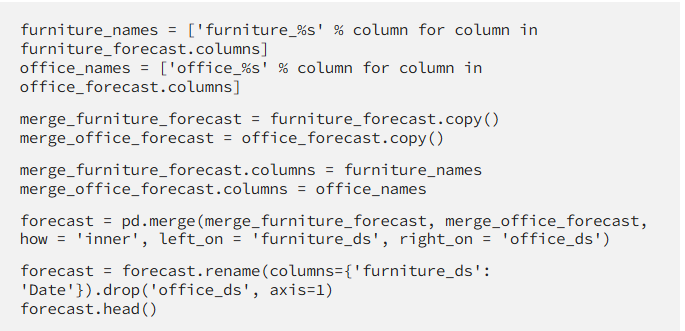 furniture_names = ['furniture_%s' % column for column in
furniture_forecast.columns]
office_names = ['office_%s' % column for column in
office_forecast.columns]
merge_furniture_forecast = furniture_forecast.copy()
merge_office_forecast = office_forecast.copy()
merge_furniture_forecast.columns = furniture_names
merge_office_forecast.columns = office_names
forecast = pd.merge(merge_furniture_forecast, merge_office_forecast,
how = 'inner', left_on = 'furniture_ds', right_on = 'office_ds')
forecast = forecast.rename(columns={'furniture_ds':
'Date'}).drop('office_ds', axis=1)
forecast.head()